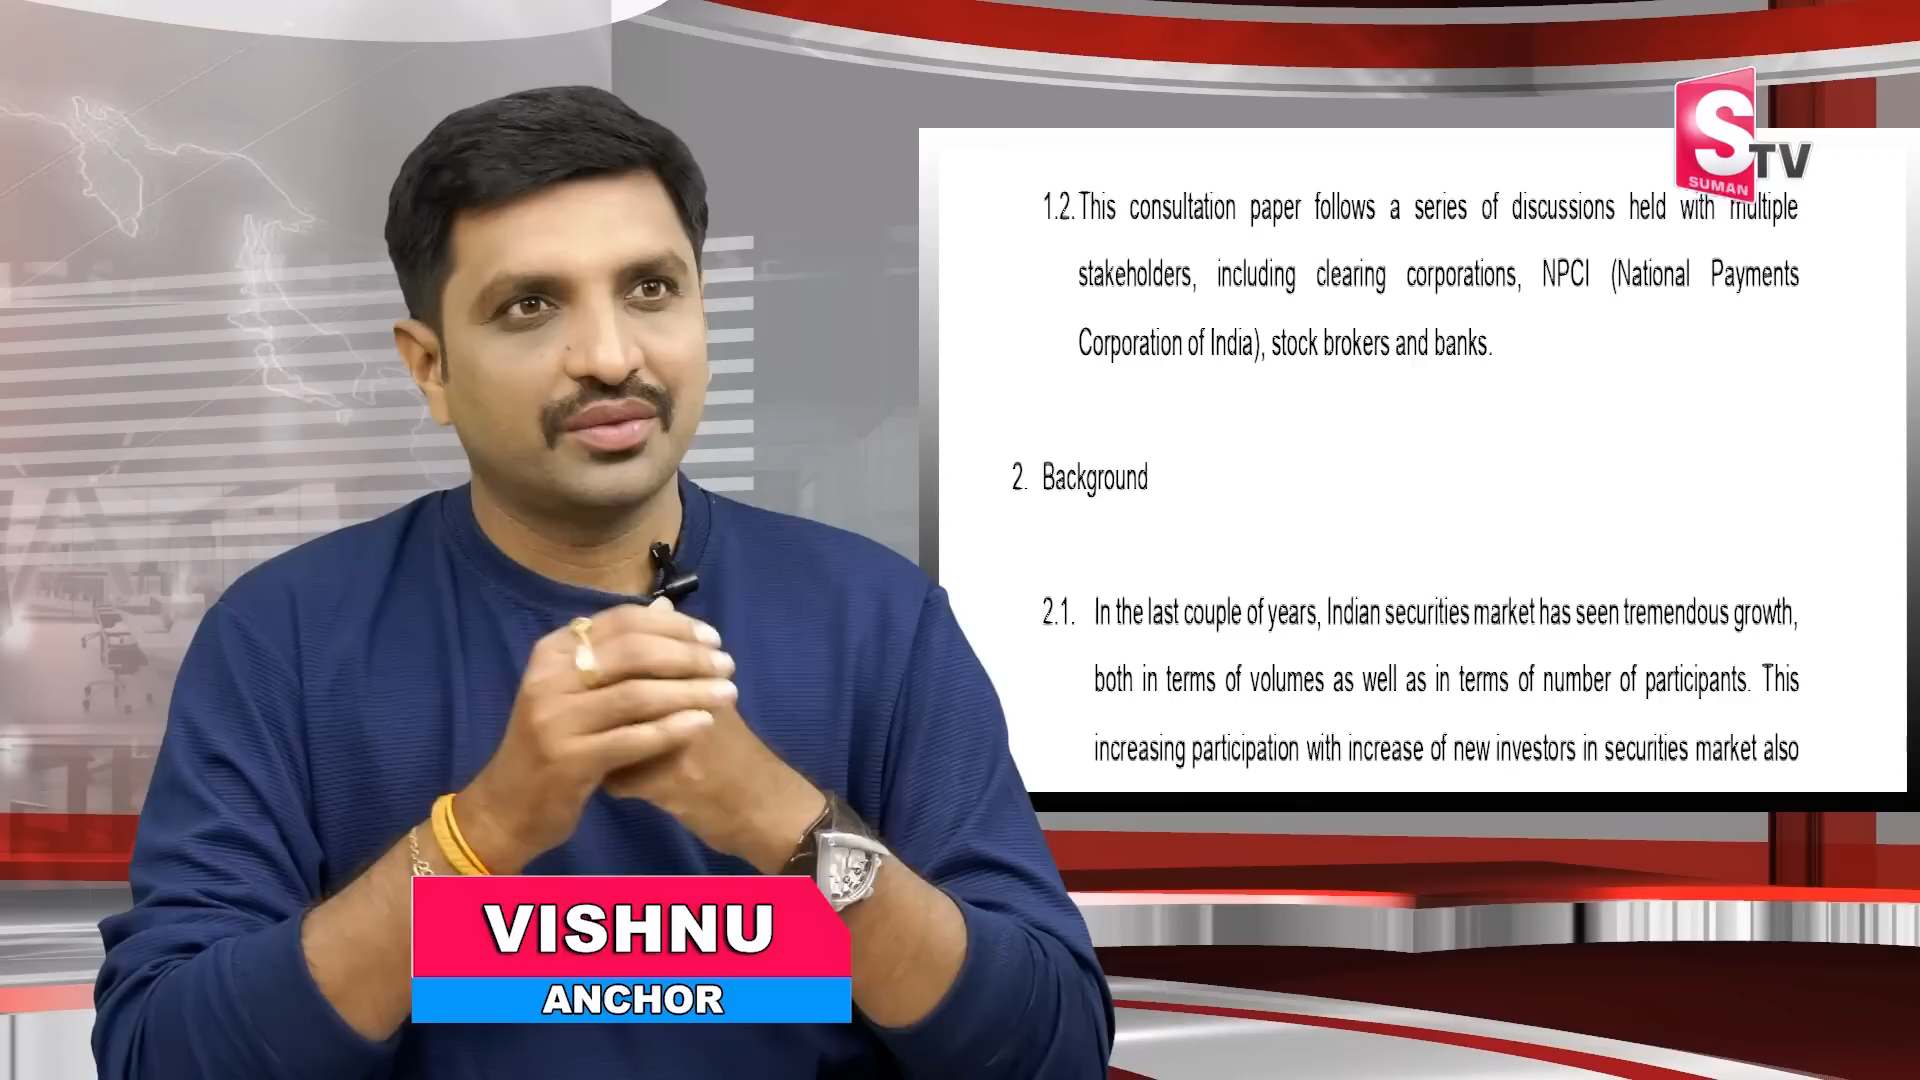 S
TV
SUMAN
1.2. This consultation paper follows a series of discussions held with multiple
stakeholders, including clearing corporations, NPCI (National Payments
Corporation of India), stock brokers and banks.
2. Background
2.1. In the last couple of years, Indian securities market has seen tremendous growth,
both in terms of volumes as well as in terms of number of participants. This
increasing participation with increase of new investors in securities market also
VISHNU
ANCHOR